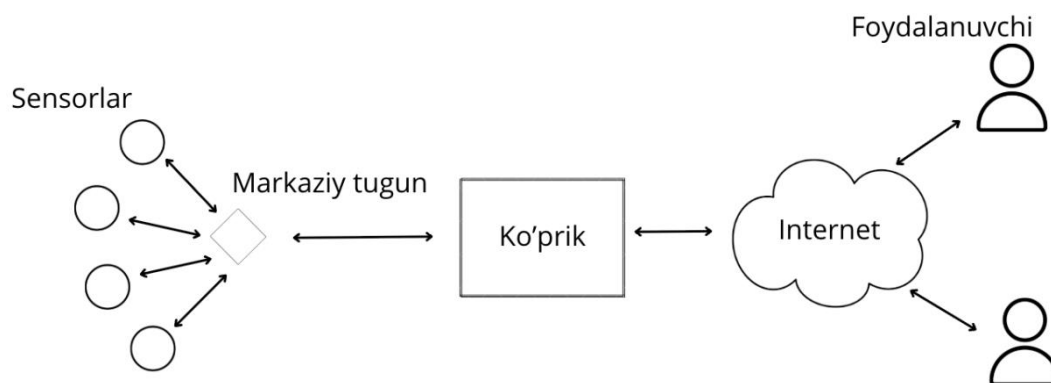 Foydalanuvchi
Sensorlar
Markaziy tugun
Ko’prik
Internet